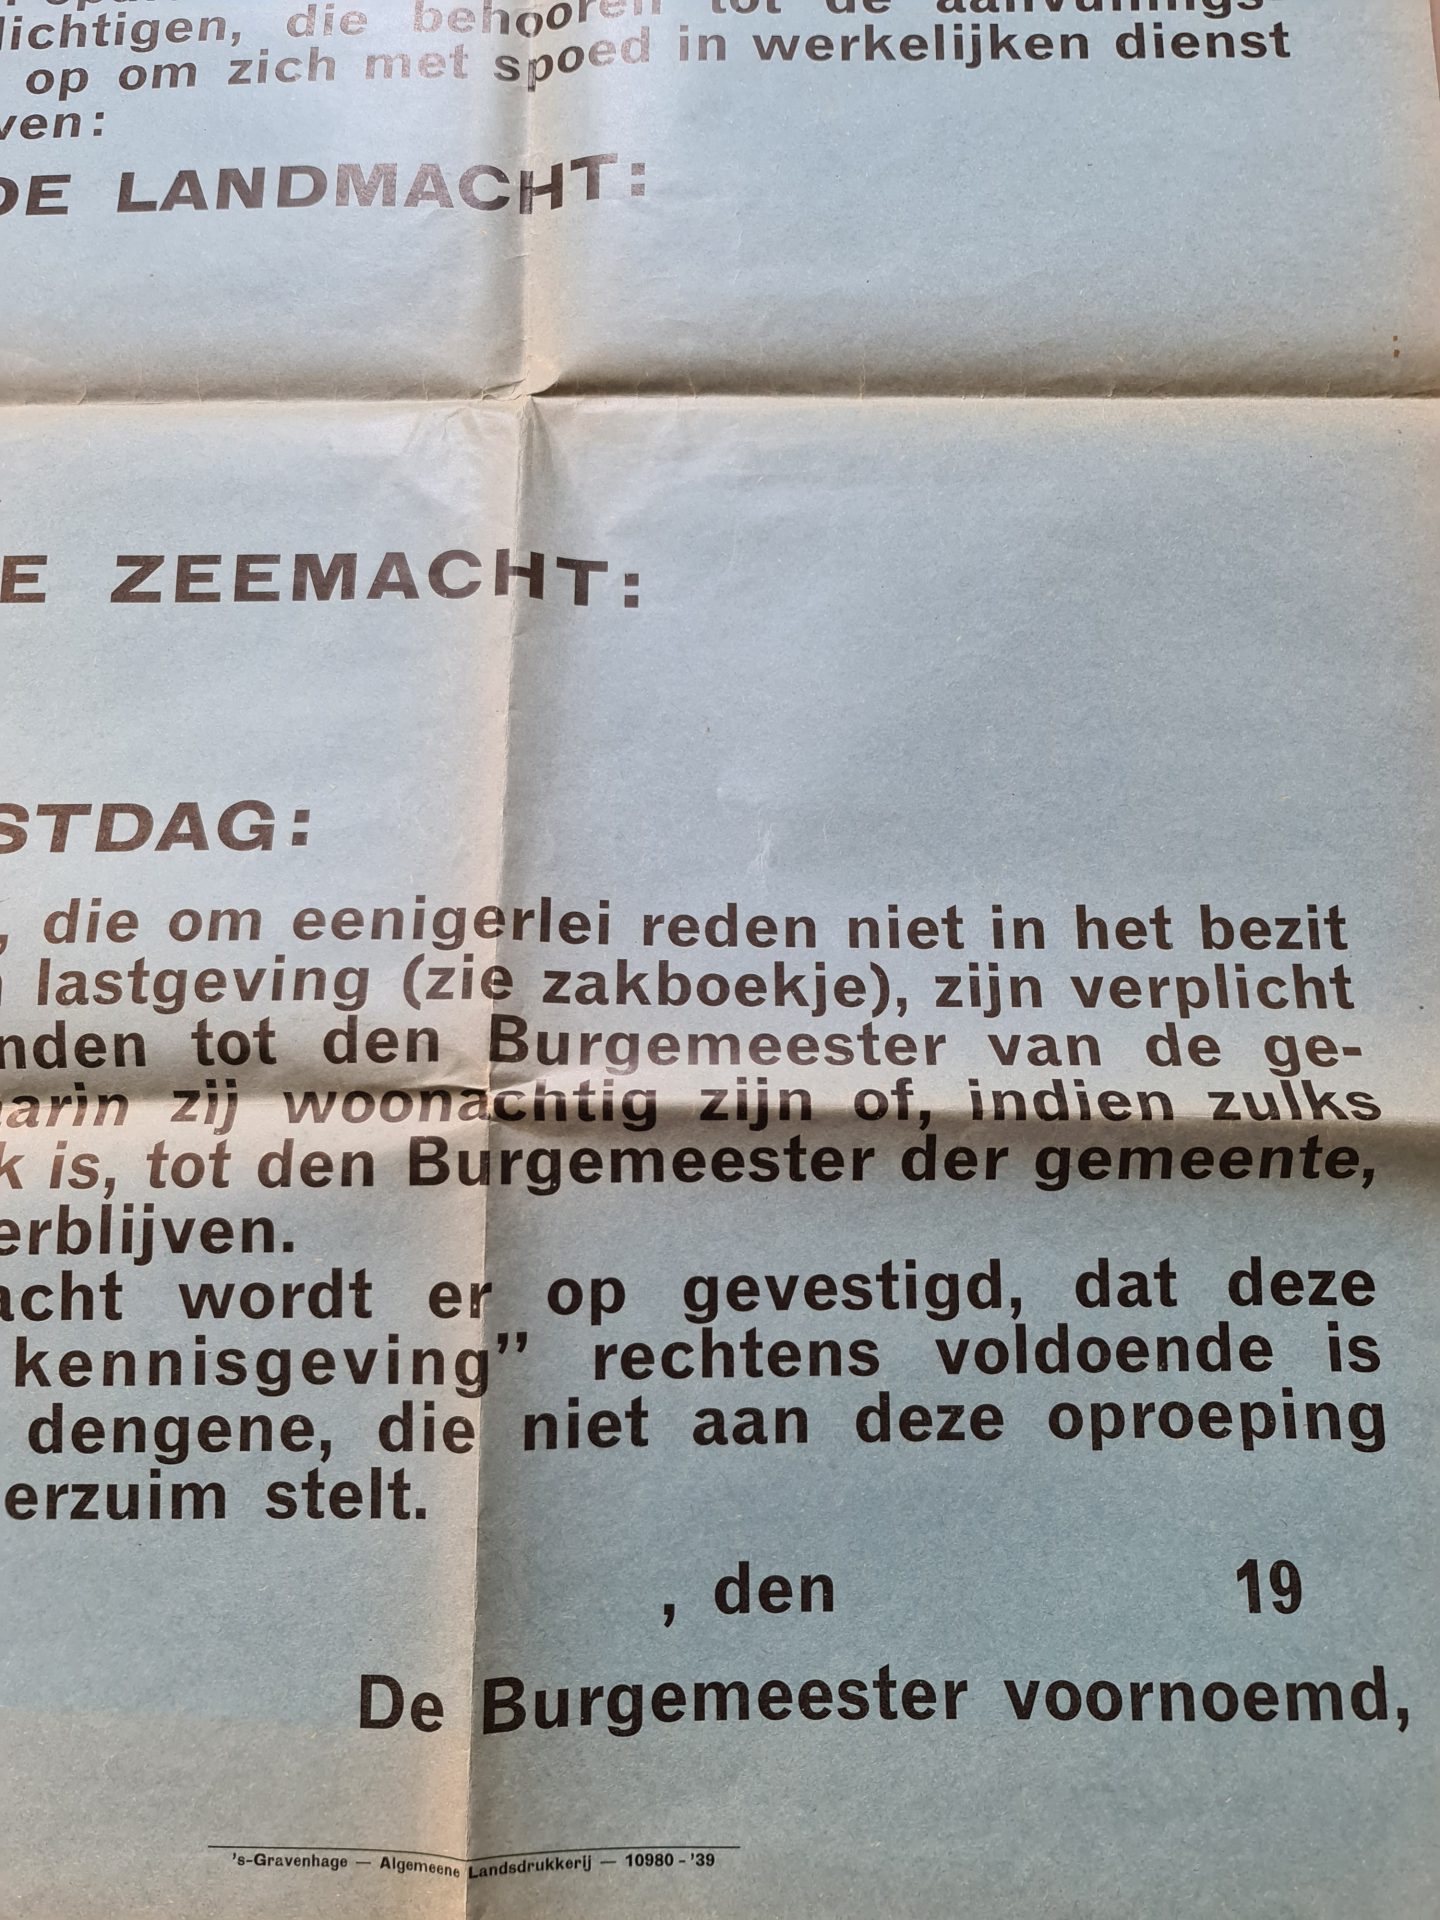 lichtigen, die behooren tot de aanvullings-
op om zich met spoed in werkelijken dienst
ven:
DE LANDMACHT:
E ZEEMACHT:
STDAG:
, die om eenigerlei reden niet in het bezit
lastgeving (zie zakboekje), zijn verplicht
nden tot den Burgemeester van de ge-
arin zij woonachtig zijn of, indien zulks
k is, tot den Burgemeester der gemeente,
erblijven.
acht wordt er op gevestigd, dat deze
kennisgeving” rechtens voldoende is
dengene, die niet aan deze oproeping
erzuim stelt.
, den 19
De Burgemeester voornoemd,
's-Gravenhage — Algemeene Landsdrukkerij — 10980 - '39